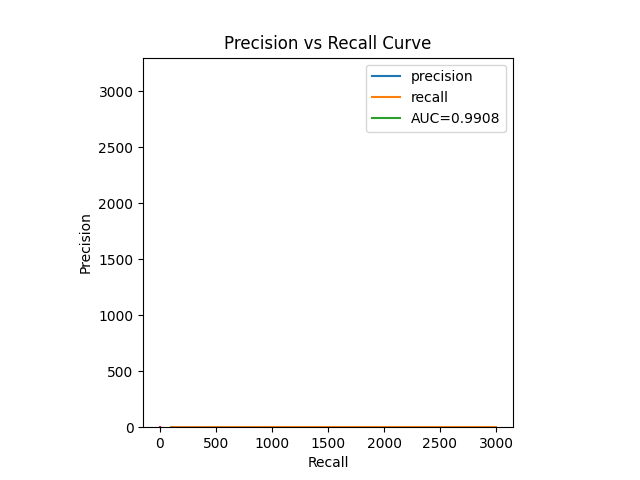 Precision vs Recall Curve
precision
recall
AUC=0.9908
3000
2500
2000
1500
1000
500
0
Precision
0 500 1000 1500 2000 2500 3000
Recall